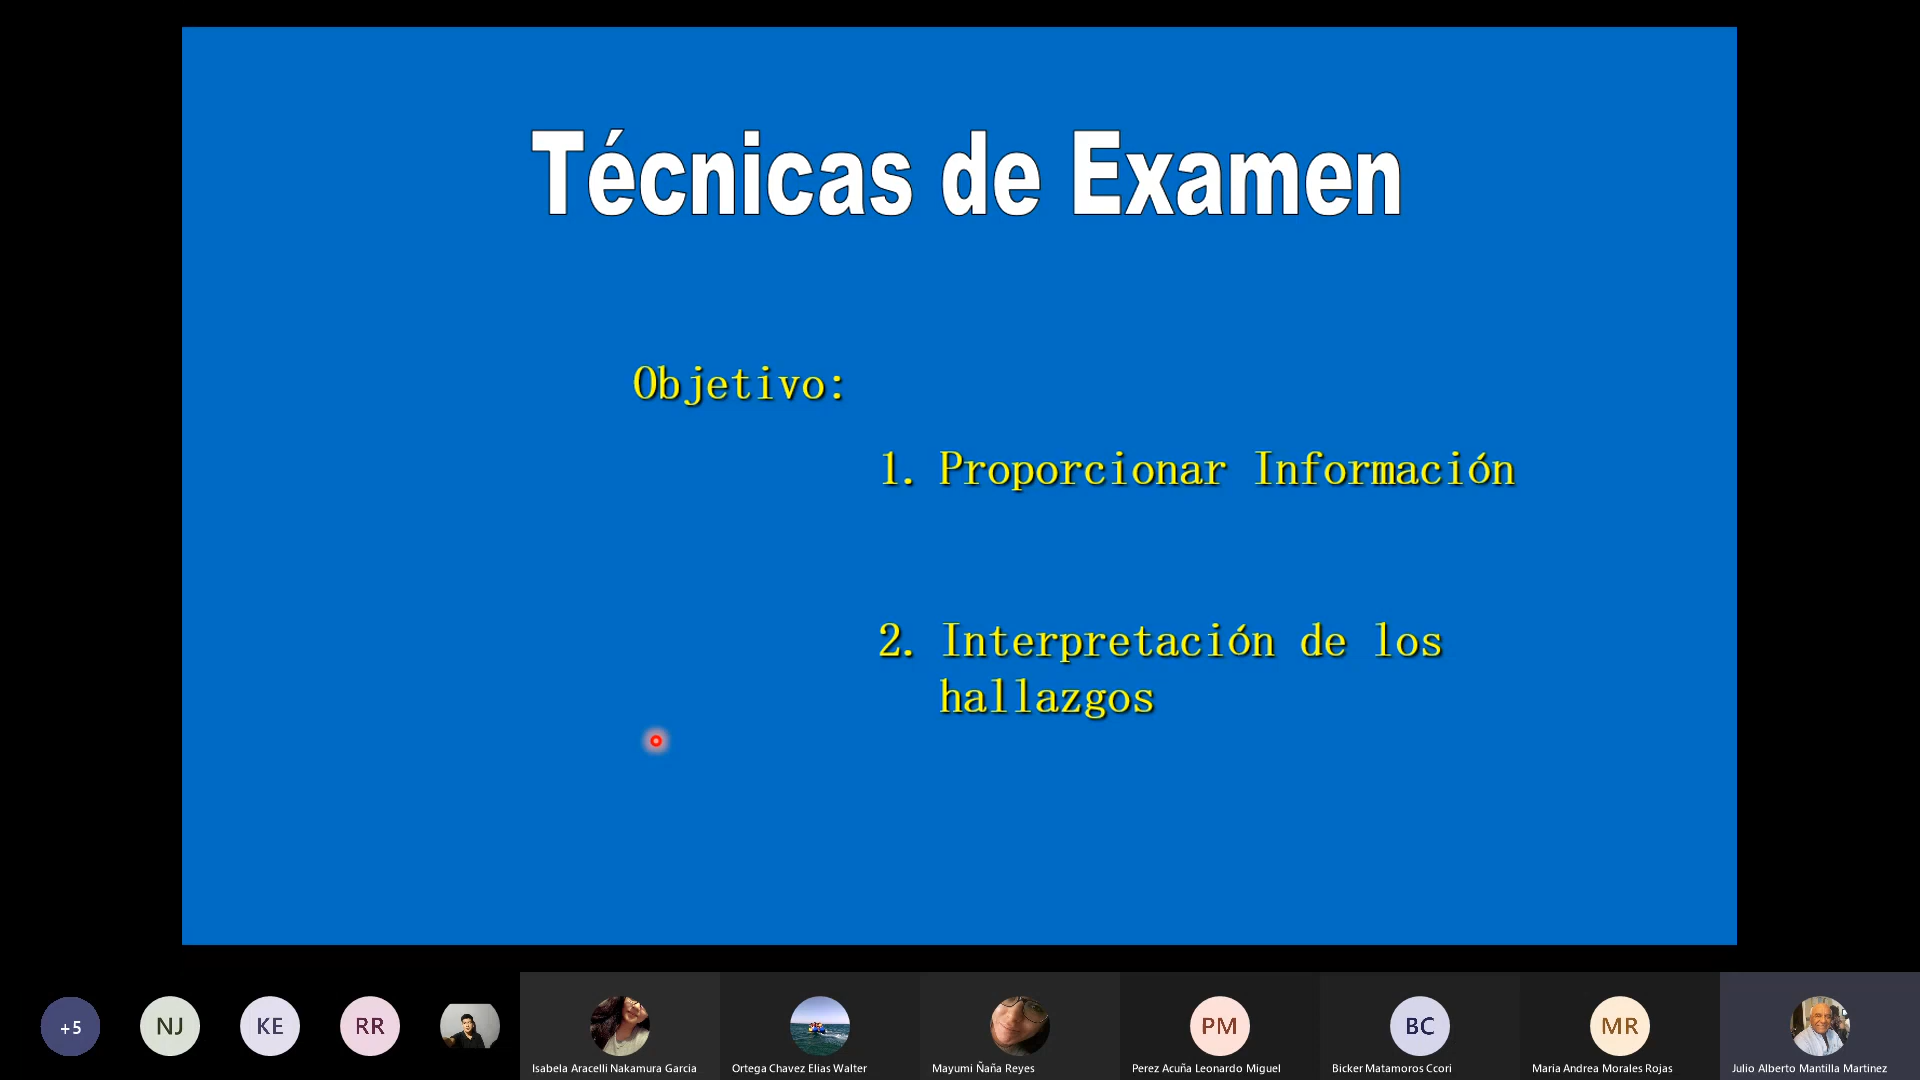 Técnicas de Examen
Objetivo:
1. Proporcionar Información
2. Interpretación de los
hallazgos
+5
NJ
KE
RR
PM
BC
MR
Isabela Aracelli Nakamura Garcia
Ortega Chavez Elias Walter
Mayumi Ñaña Reyes
Perez Acuña Leonardo Miguel
Bicker Matamoros Ccori
Maria Andrea Morales Rojas
Julio Alberto Mantilla Martinez